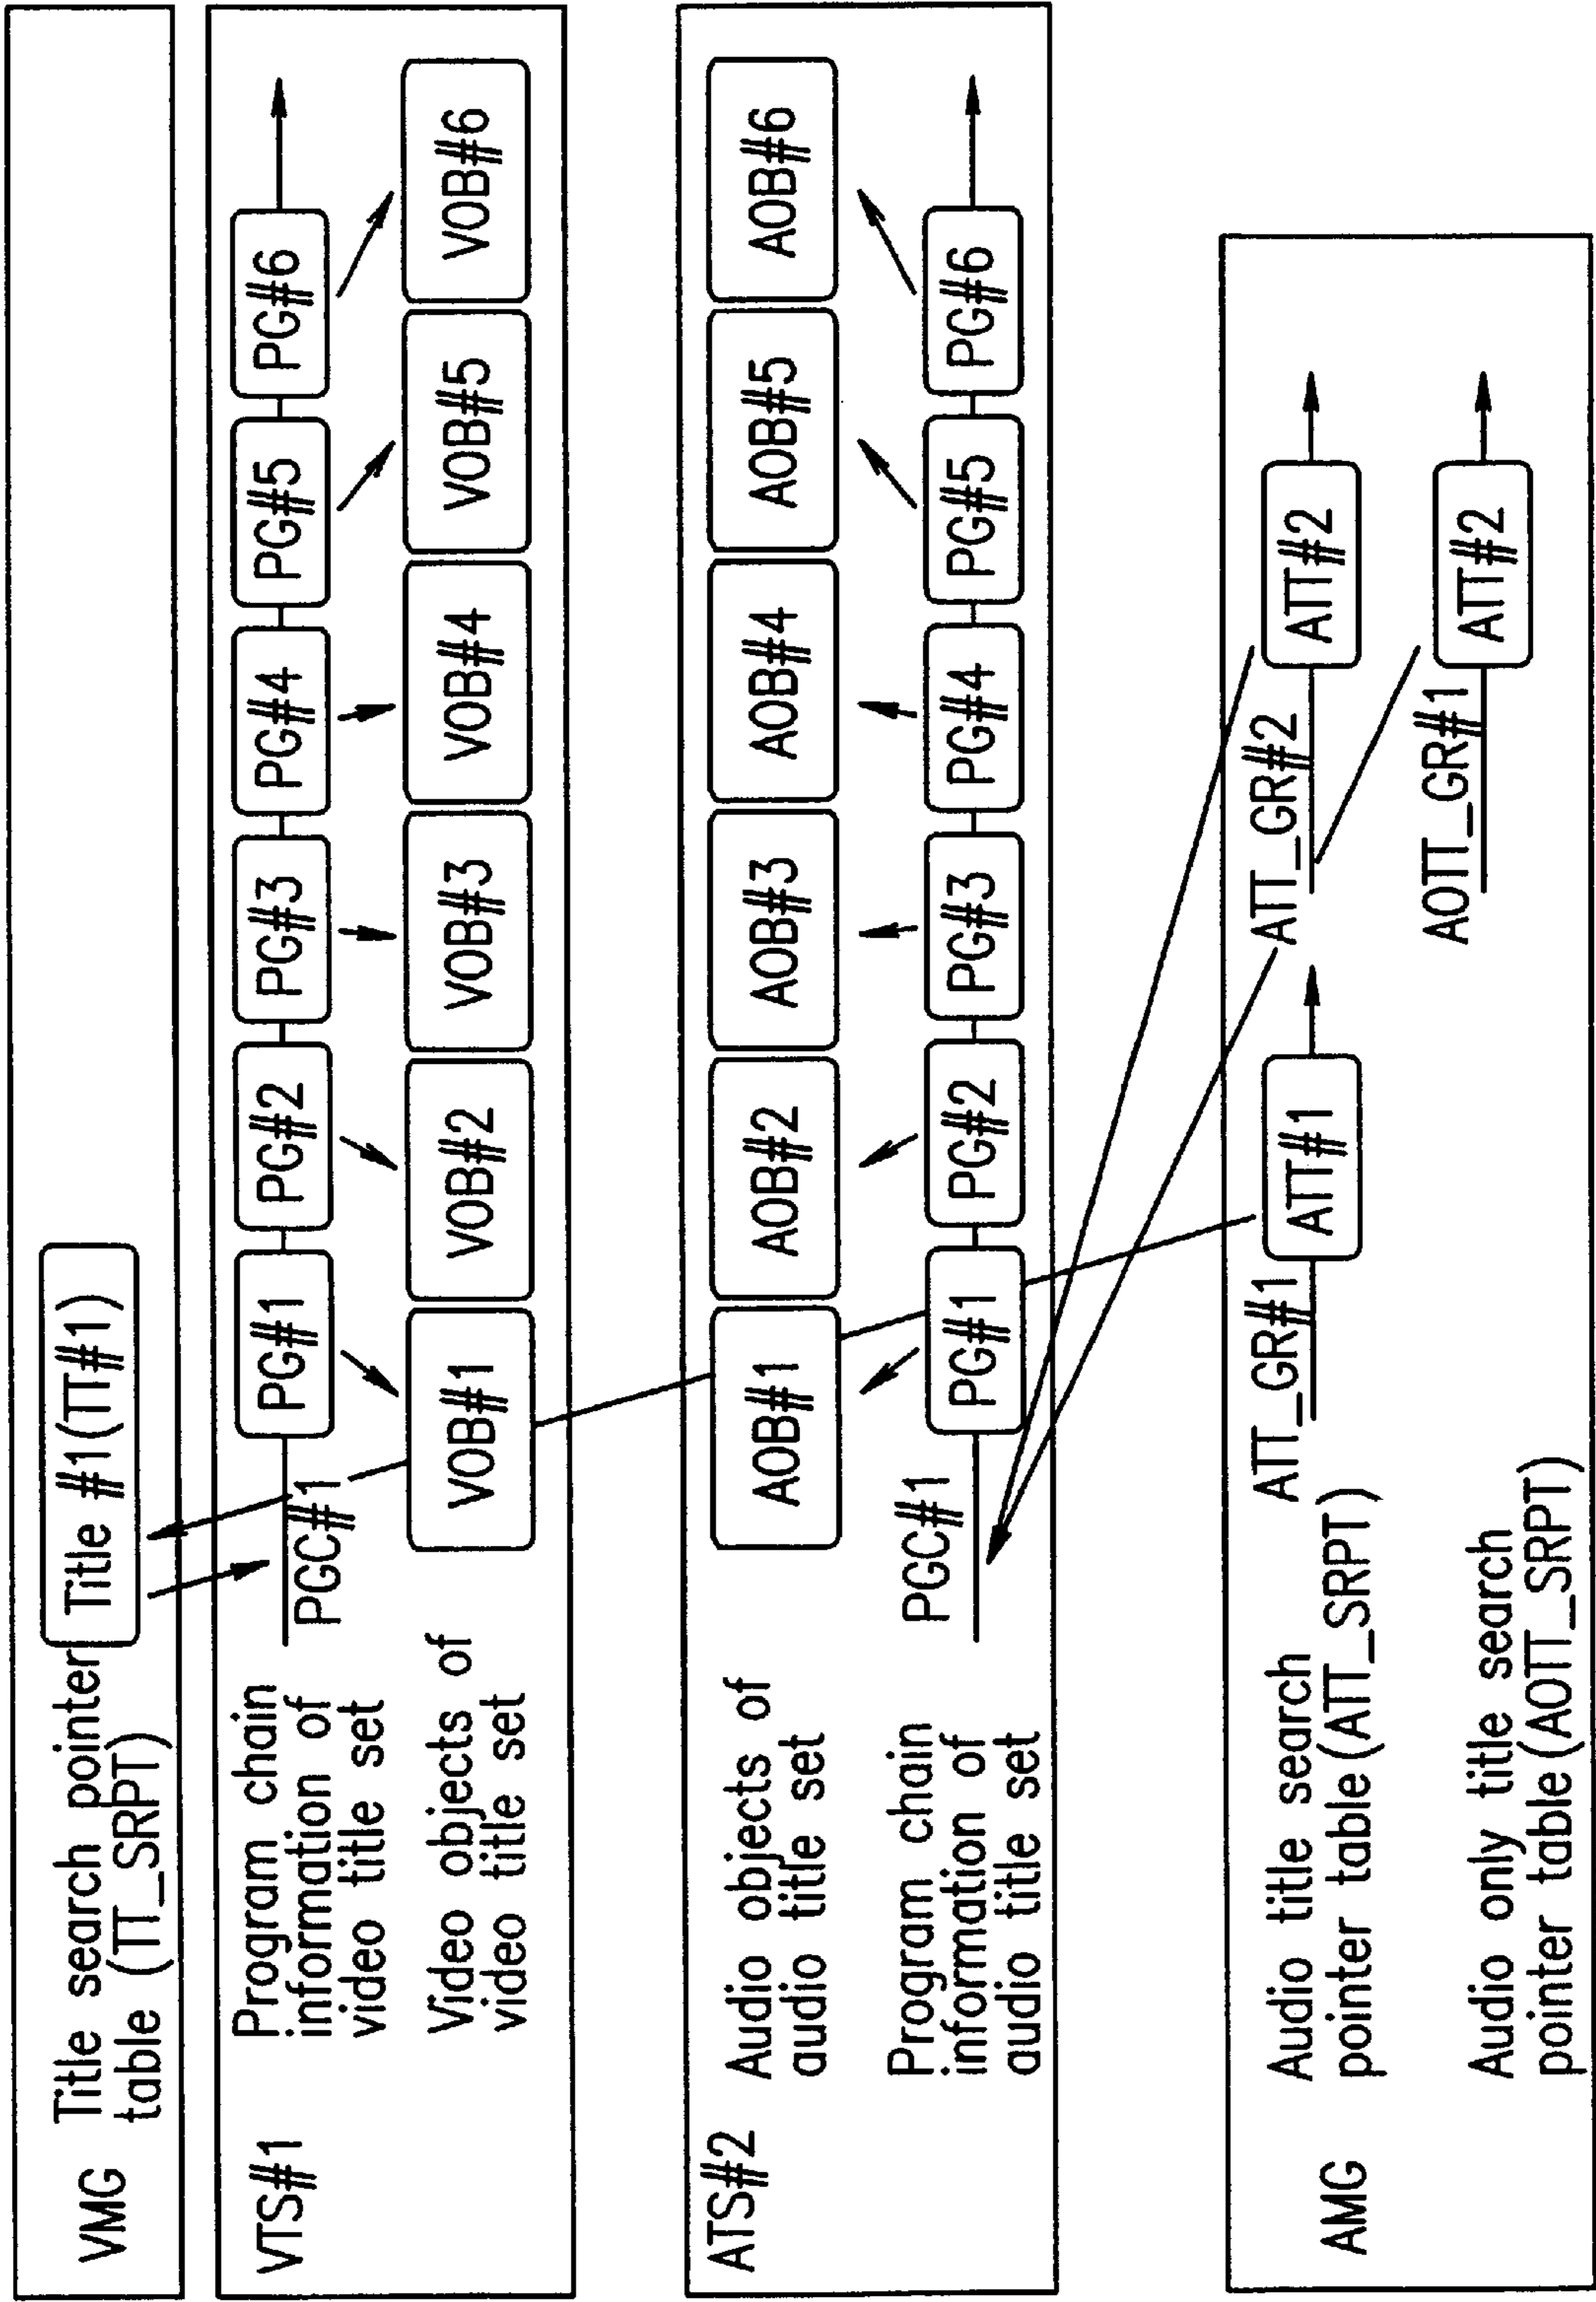 VMG
Title search pointer
table (TT_SRPT)
Title #1(TT#1)
VTS#1
Program chain
information of
video title set
PGC#1
PG#1
PG#2
PG#3
PG#4
PG#5
PG#6
Video objects of
video title set
VOB#1
VOB#2
VOB#3
VOB#4
VOB#5
VOB#6
ATS#2
Audio objects of
audio title set
AOB#1
AOB#2
AOB#3
AOB#4
AOB#5
AOB#6
Program chain
information of
audio title set
PGC#1
PG#1
PG#2
PG#3
PG#4
PG#5
PG#6
AMG
Audio title search
pointer table(ATT_SRPT)
ATT_GR#1
ATT#1
ATT_GR#2
ATT#2
Audio only title search
pointer table(AOTT_SRPT)
AOTT_GR#1
ATT#2